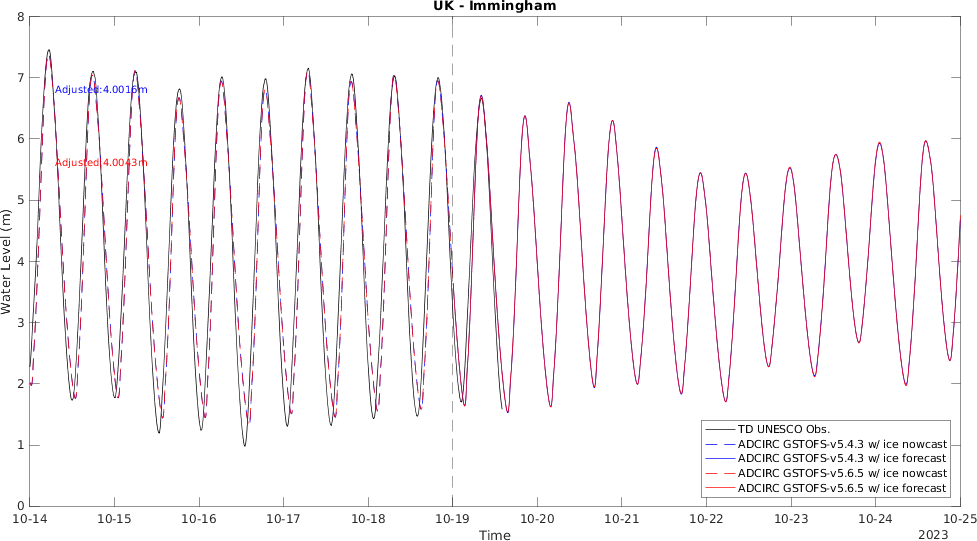 UK - Immingham
8
7
6
5
4
3
2
1
0
Water Level (m)
Adjusted:4.0016m
Adjusted:4.0043m
TD UNESCO Obs.
ADCIRC GSTOFS-v5.4.3 w/ ice nowcast
ADCIRC GSTOFS-v5.4.3 w/ ice forecast
ADCIRC GSTOFS-v5.6.5 w/ ice nowcast
ADCIRC GSTOFS-v5.6.5 w/ ice forecast
10-14 10-15 10-16 10-17 10-18 10-19 10-20 10-21 10-22 10-23 10-24 10-25
Time
2023